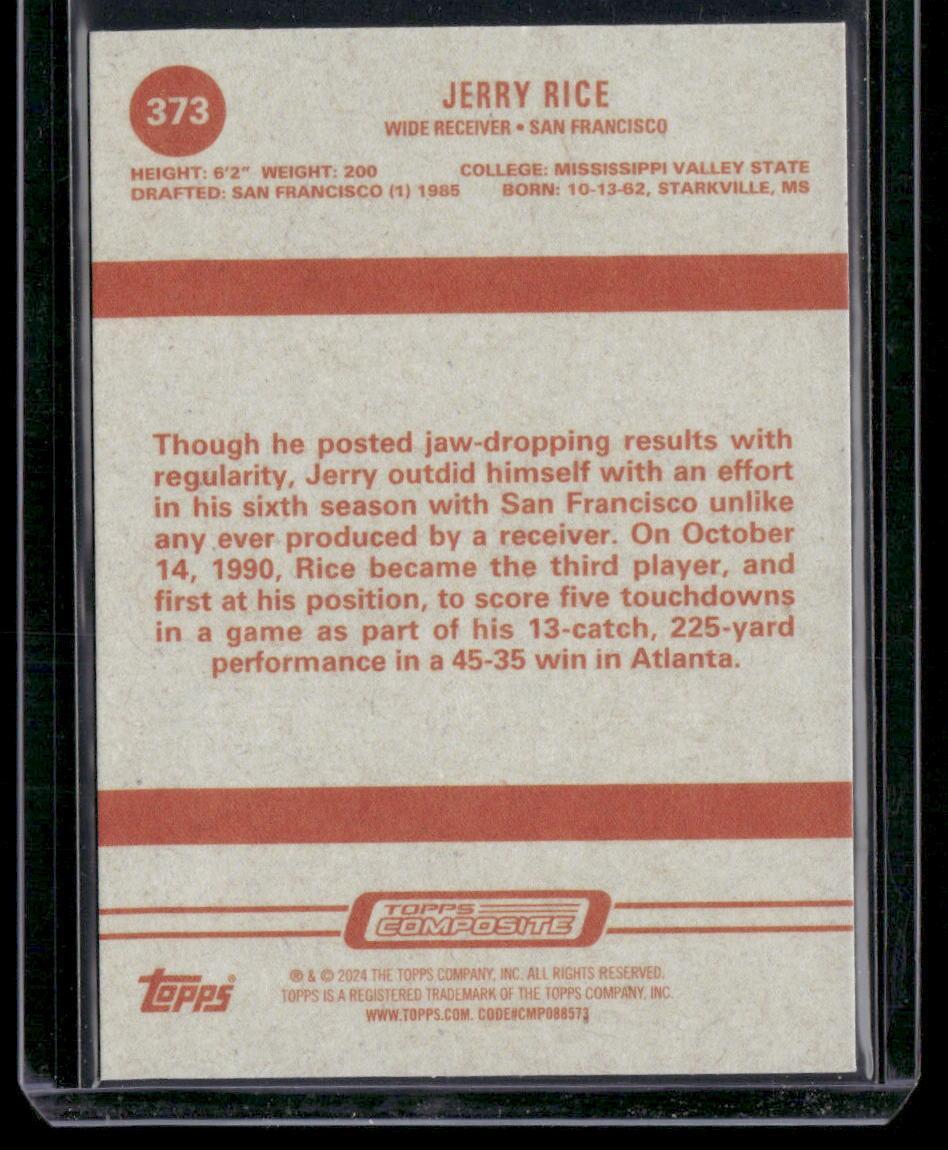 373
JERRY RICE
WIDE RECEIVER • SAN FRANCISCO
HEIGHT: 6'2" WEIGHT: 200 COLLEGE: MISSISSIPPI VALLEY STATE
DRAFTED: SAN FRANCISCO (1) 1985 BORN: 10-13-62, STARKVILLE, MS
Though he posted jaw-dropping results with
regularity, Jerry outdid himself with an effort
in his sixth season with San Francisco unlike
any ever produced by a receiver. On October
14, 1990, Rice became the third player, and
first at his position, to score five touchdowns
in a game as part of his 13-catch, 225-yard
performance in a 45-35 win in Atlanta.
TOPPS
COMPOSITE
Topps®
® & © 2024 THE TOPPS COMPANY, INC. ALL RIGHTS RESERVED.
TOPPS IS A REGISTERED TRADEMARK OF THE TOPPS COMPANY, INC.
WWW.TOPPS.COM. CODE#CMP088573